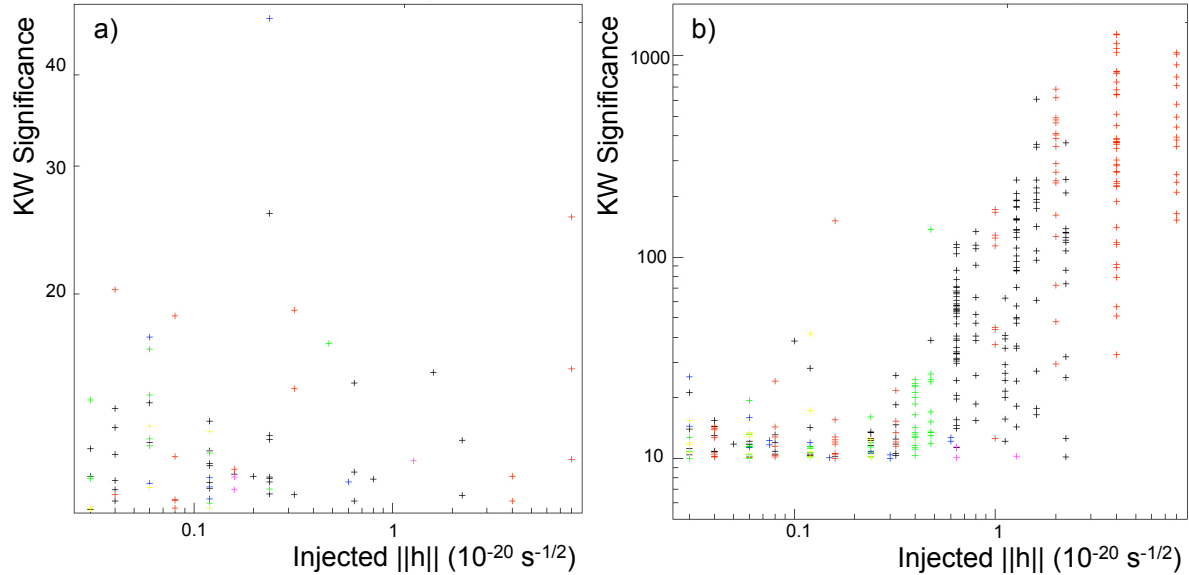 a)
KW Significance
40
30
20
0.1
1
Injected ||h|| (10⁻²⁰ s⁻¹/²)
b)
KW Significance
1000
100
10
0.1
1
Injected ||h|| (10⁻²⁰ s⁻¹/²)